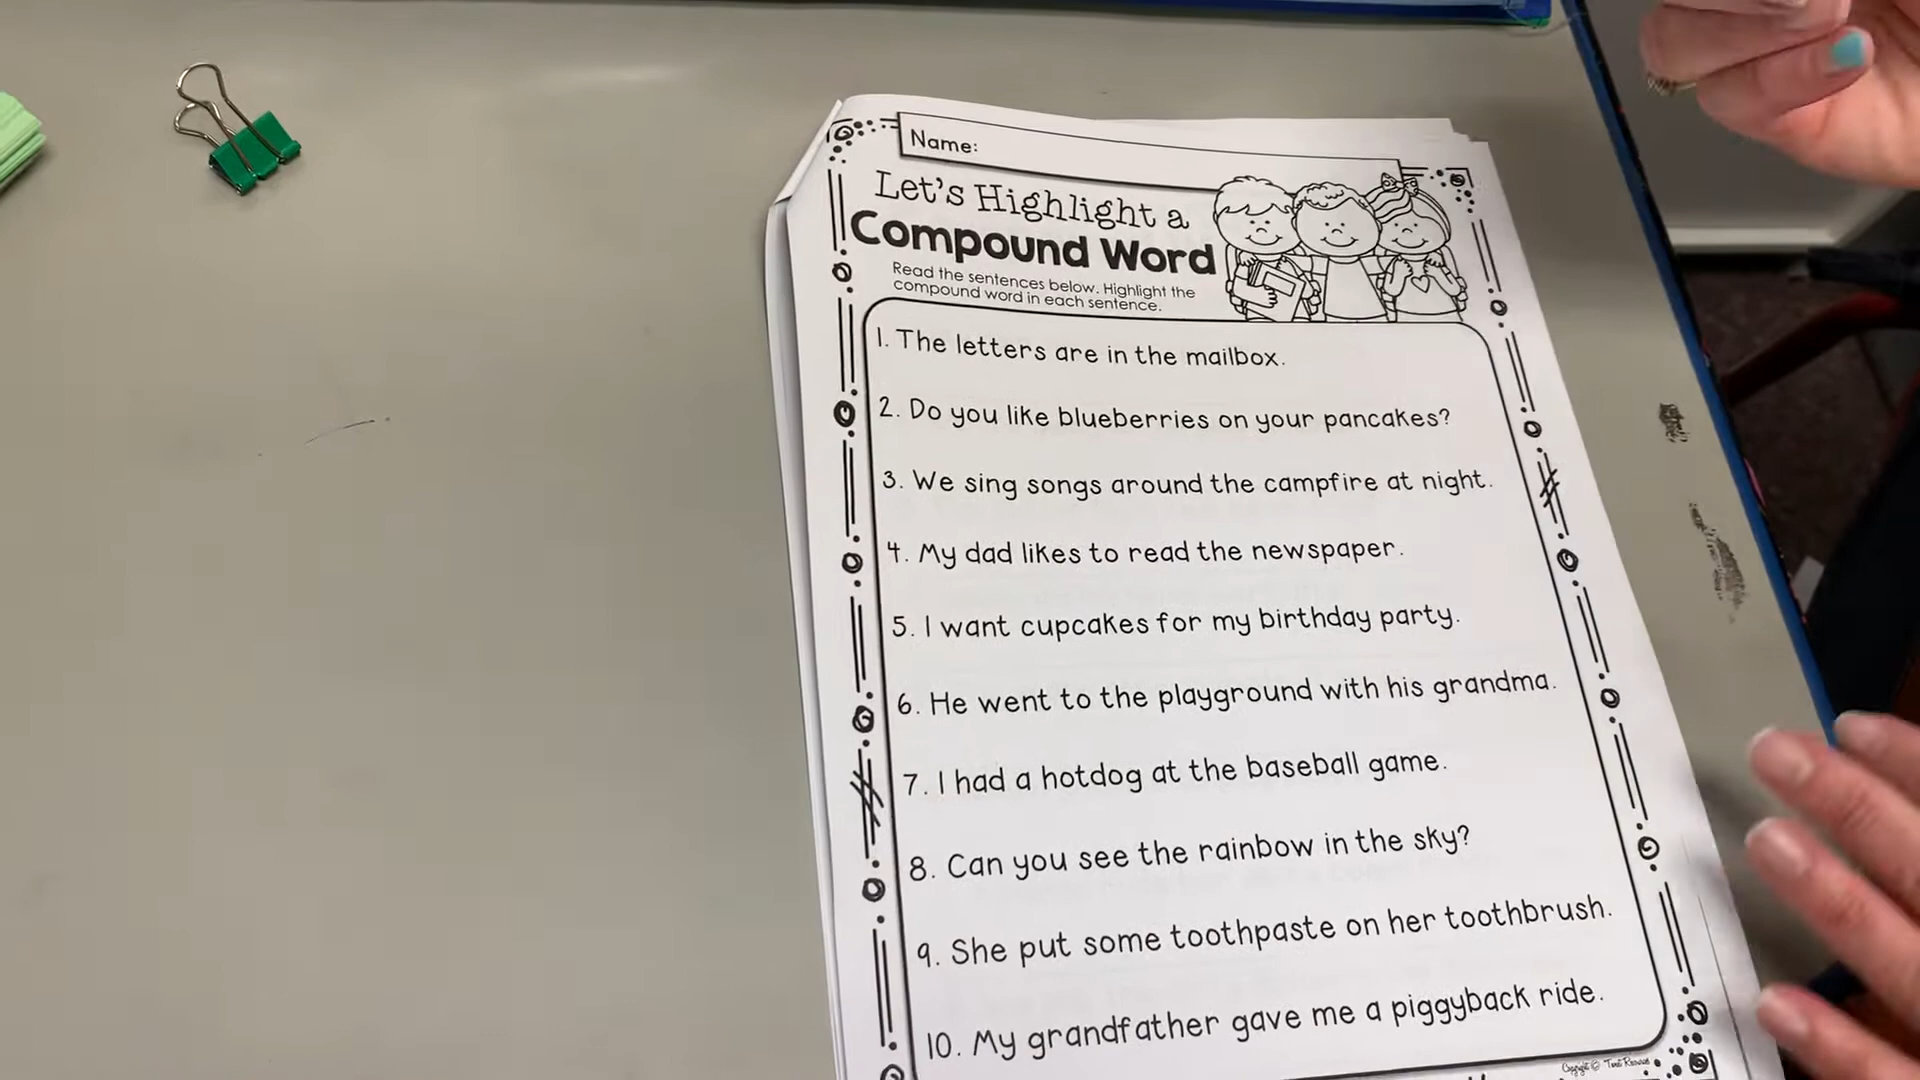 Name:
Let's Highlight a
Compound Word
Read the sentences below. Highlight the
compound word in each sentence.
1. The letters are in the mailbox.
2. Do you like blueberries on your pancakes?
3. We sing songs around the campfire at night.
4. My dad likes to read the newspaper.
5. I want cupcakes for my birthday party.
6. He went to the playground with his grandma.
7. I had a hotdog at the baseball game.
8. Can you see the rainbow in the sky?
9. She put some toothpaste on her toothbrush.
10. My grandfather gave me a piggyback ride.
Copyright ©